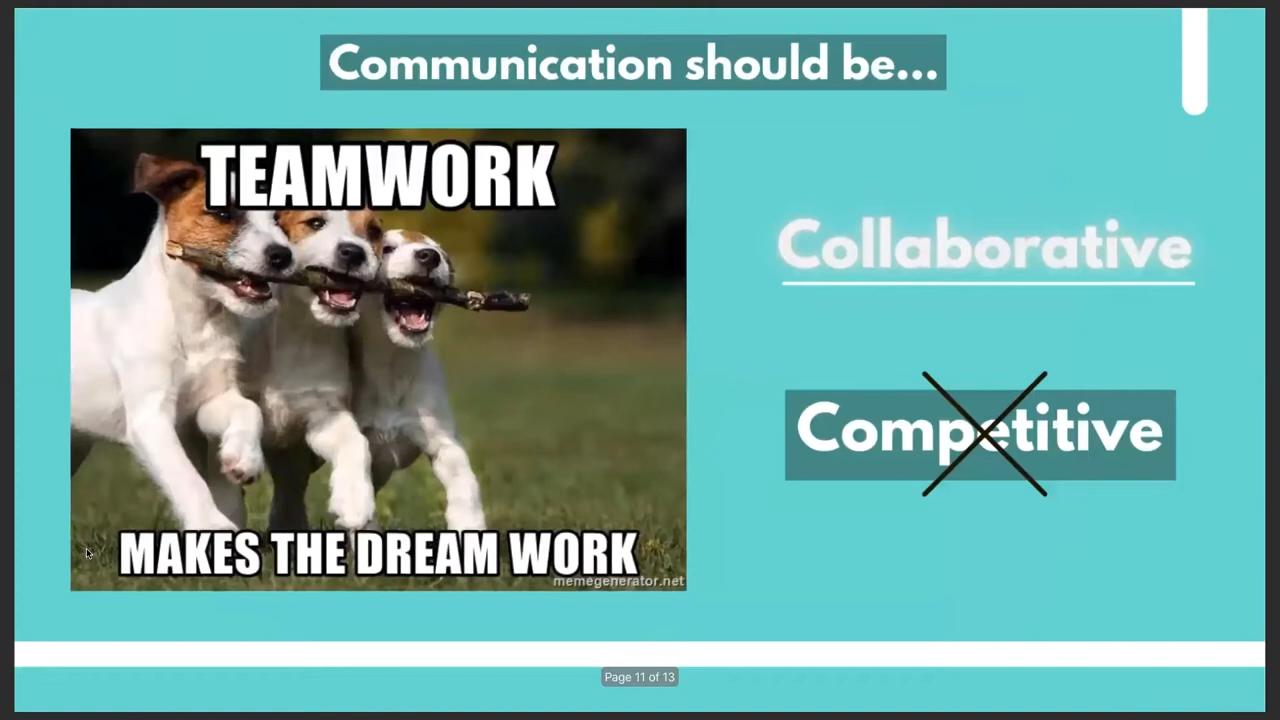 Communication should be...
TEAMWORK
MAKES THE DREAM WORK
memegenerator.net
Collaborative
Competitive
Page 11 of 13